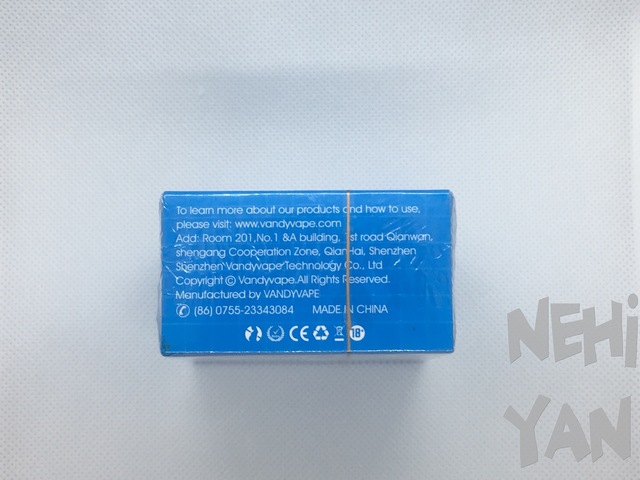 To learn more about our products and how to use,
please visit: www.vandyvape.com
Add: Room 201,No.1 &A building, 1st road Qianwan,
shengang Cooperation Zone, QianHai, Shenzhen
Shenzhen Vandyvape Technology Co., Ltd
Copyright © Vandyvape.All Rights Reserved.
Manufactured by VANDYVAPE
(86) 0755-23343084 MADE IN CHINA
CE 18+
NEHi
YAN